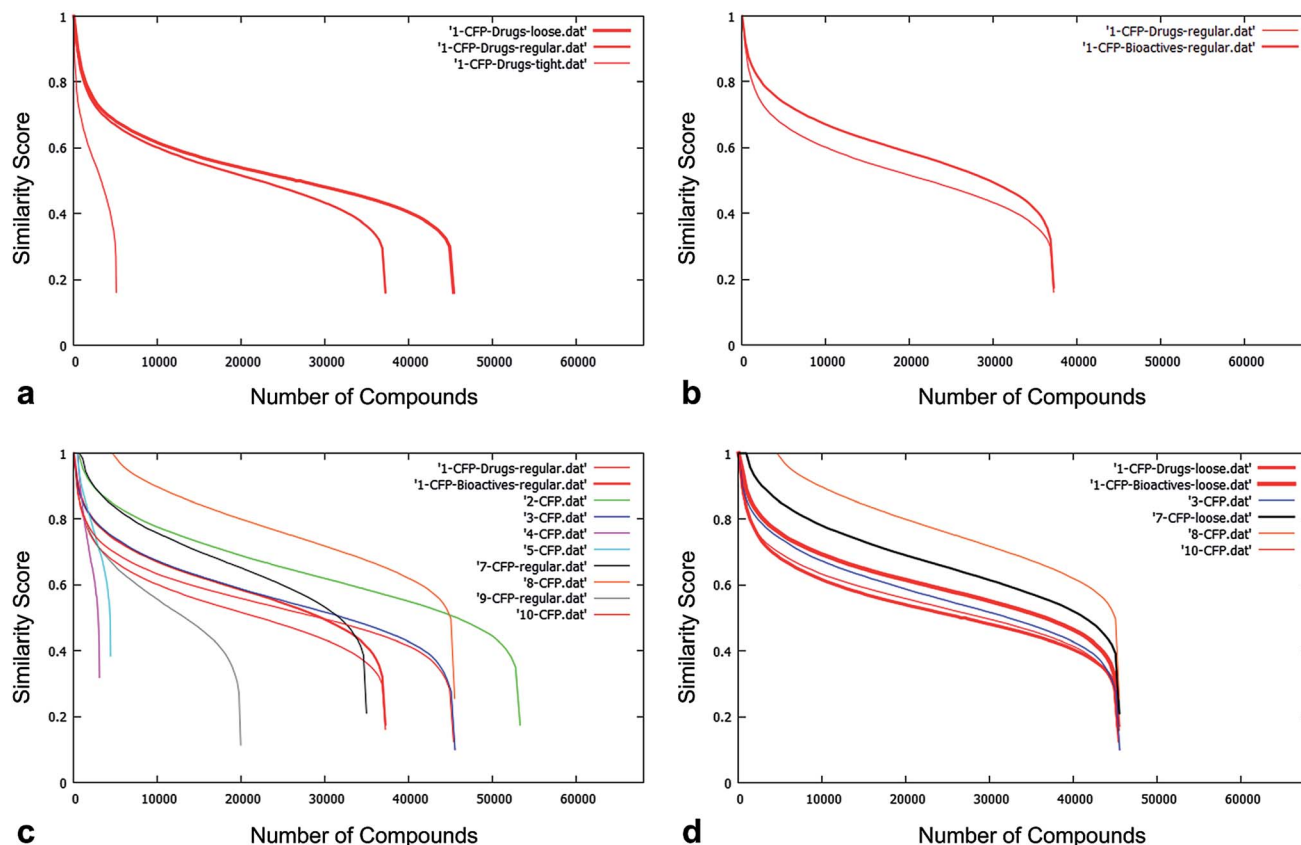 1
0.8
0.6
0.4
0.2
0
Similarity Score
'1-CFP-Drugs-loose.dat'
'1-CFP-Drugs-regular.dat'
'1-CFP-Drugs-tight.dat'
0 10000 20000 30000 40000 50000 60000
a Number of Compounds
1
0.8
0.6
0.4
0.2
0
Similarity Score
'1-CFP-Drugs-regular.dat'
'1-CFP-Bioactives-regular.dat'
0 10000 20000 30000 40000 50000 60000
b Number of Compounds
1
0.8
0.6
0.4
0.2
0
Similarity Score
'1-CFP-Drugs-regular.dat'
'1-CFP-Bioactives-regular.dat'
'2-CFP.dat'
'3-CFP.dat'
'4-CFP.dat'
'5-CFP.dat'
'7-CFP-regular.dat'
'8-CFP.dat'
'9-CFP-regular.dat'
'10-CFP.dat'
0 10000 20000 30000 40000 50000 60000
c Number of Compounds
1
0.8
0.6
0.4
0.2
0
Similarity Score
'1-CFP-Drugs-loose.dat'
'1-CFP-Bioactives-loose.dat'
'3-CFP.dat'
'7-CFP-loose.dat'
'8-CFP.dat'
'10-CFP.dat'
0 10000 20000 30000 40000 50000 60000
d Number of Compounds